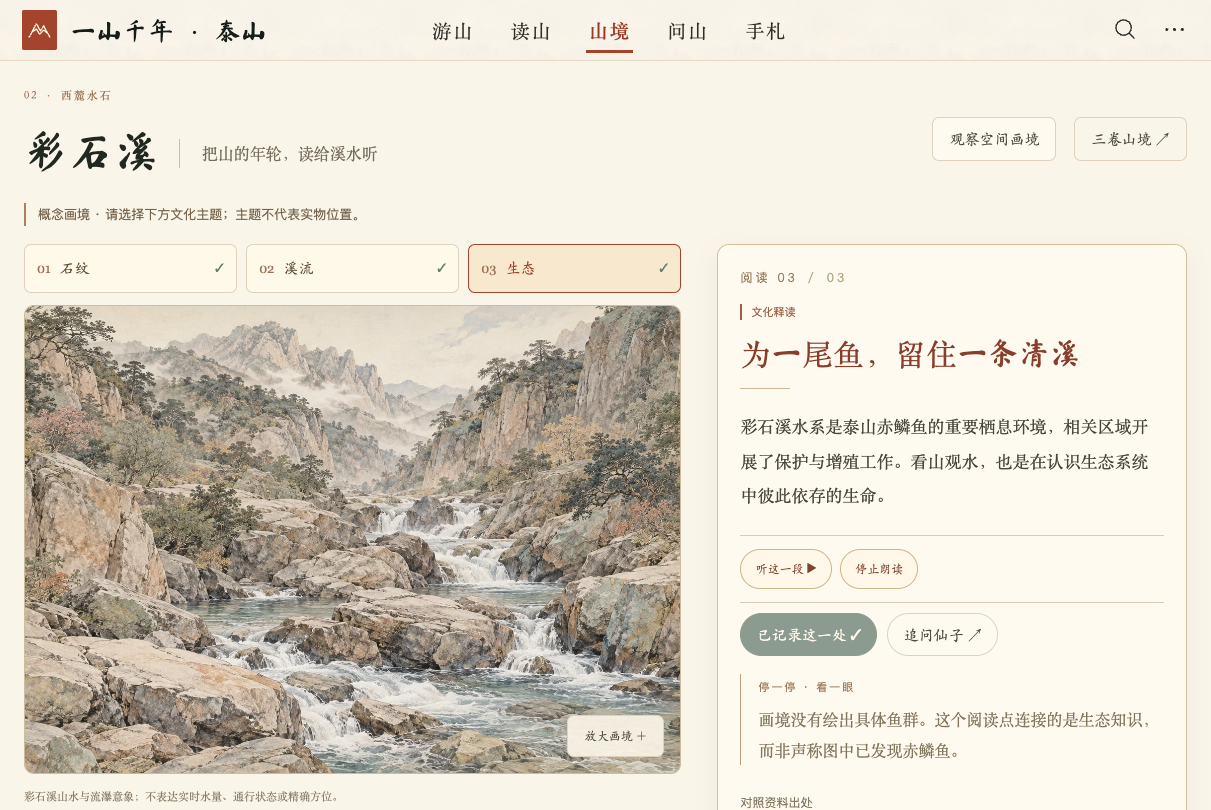 一山千年 · 泰山
游山 读山 山境 问山 手札
02 · 西麓水石
彩石溪
把山的年轮，读给溪水听
观察空间画境
三卷山境 ↗
概念画境 · 请选择下方文化主题；主题不代表实物位置。
01 石纹 ✓
02 溪流 ✓
03 生态 ✓
放大画境 ＋
彩石溪山水与流瀑意象；不表达实时水量、通行状态或精确方位。
阅读 03 / 03
文化释读
为一尾鱼，留住一条清溪
彩石溪水系是泰山赤鳞鱼的重要栖息环境，相关区域开
展了保护与增殖工作。看山观水，也是在认识生态系统
中彼此依存的生命。
听这一段 ▶
停止朗读
已记录这一处 ✓
追问仙子 ↗
停一停 · 看一眼
画境没有绘出具体鱼群。这个阅读点连接的是生态知识，
而非声称图中已发现赤鳞鱼。
对照资料出处